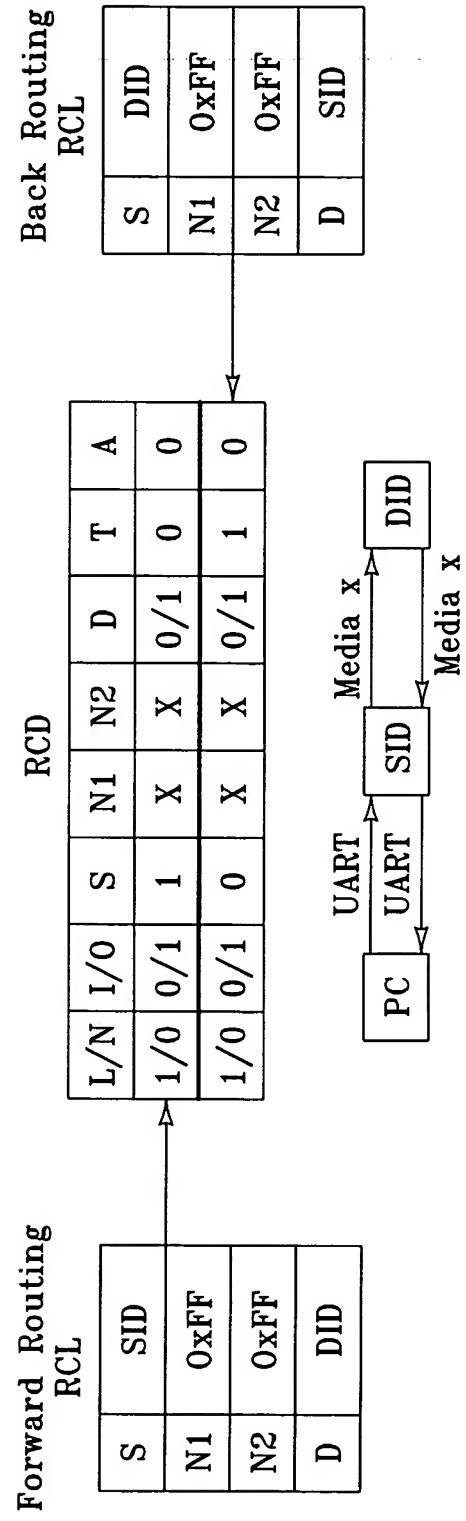 Forward Routing
RCL
S SID
N1 0xFF
N2 0xFF
D DID
RCD
L/N I/O S N1 N2 D T A
1/0 0/1 1 X X 0/1 0 0
1/0 0/1 0 X X 0/1 1 0
Back Routing
RCL
S DID
N1 0xFF
N2 0xFF
D SID
PC
UART
UART
SID
Media x
Media x
DID